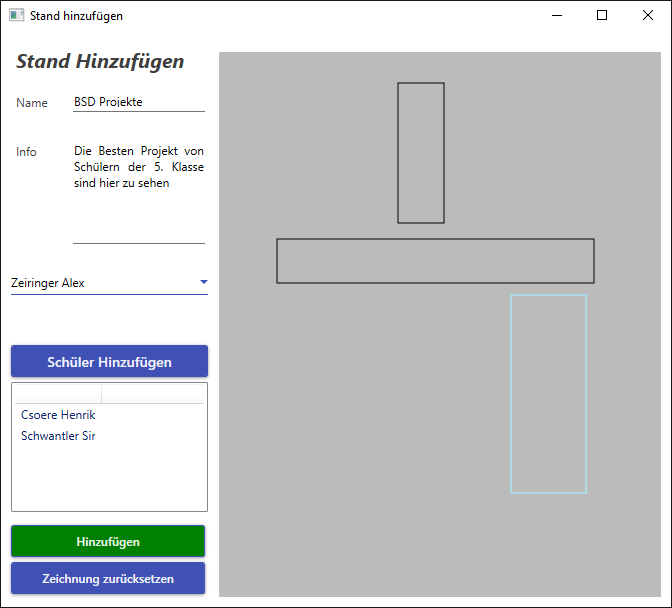 Stand hinzufügen
Stand Hinzufügen
Name
BSD Projekte
Info
Die Besten Projekt von
Schülern der 5. Klasse
sind hier zu sehen
Zeiringer Alex
Schüler Hinzufügen
Csoere Henrik
Schwantler Sir
Hinzufügen
Zeichnung zurücksetzen